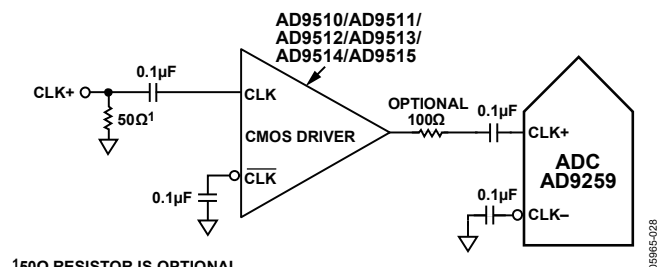 AD9510/AD9511/
AD9512/AD9513/
AD9514/AD9515
CLK+
0.1µF
50Ω1
CLK
CMOS DRIVER
CLK
0.1µF
OPTIONAL
100Ω
0.1µF
CLK+
ADC
AD9259
0.1µF
CLK–
150Ω RESISTOR IS OPTIONAL
05965-028